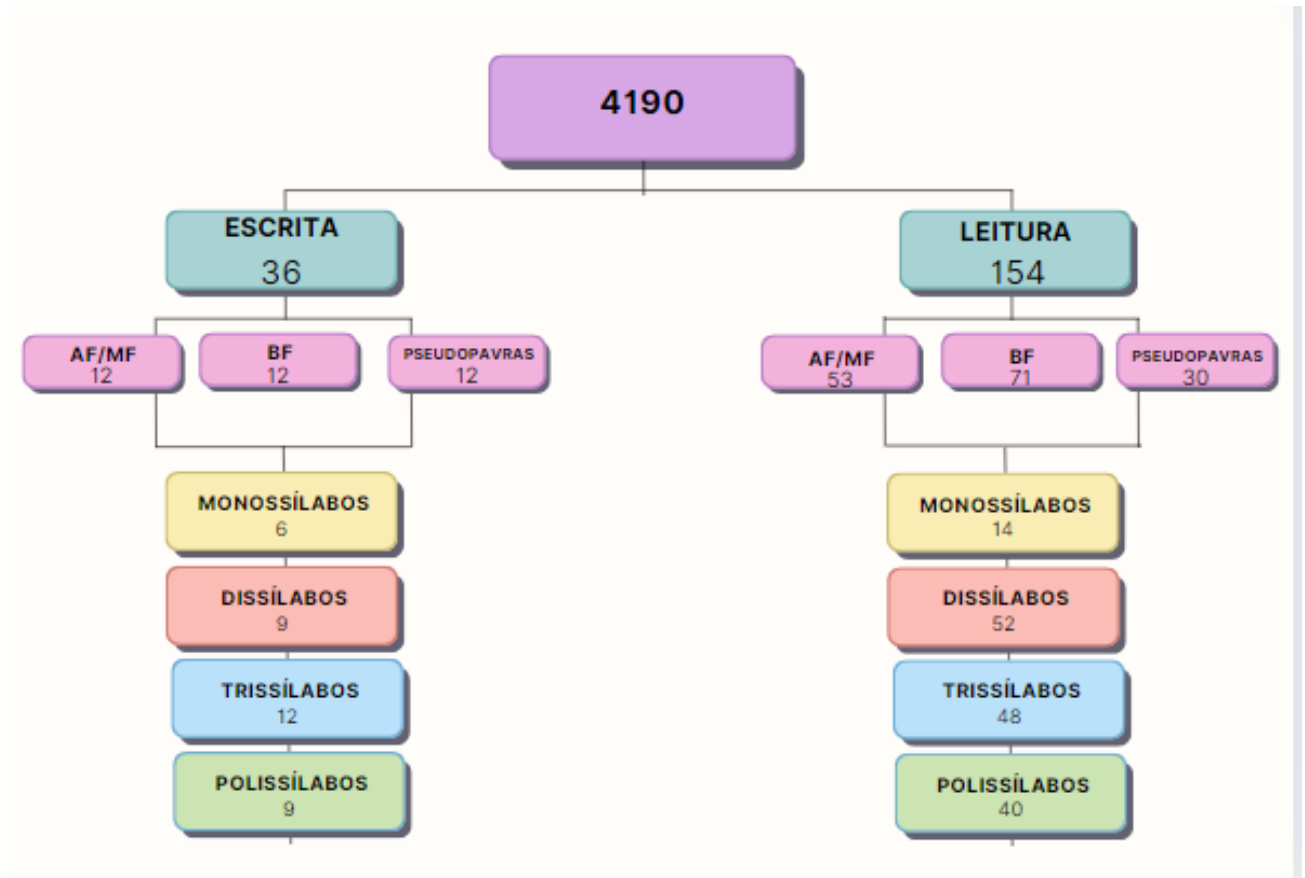 4190
ESCRITA
36
AF/MF
12
BF
12
PSEUDOPAVRAS
12
MONOSSÍLABOS
6
DISSÍLABOS
9
TRISSÍLABOS
12
POLISSÍLABOS
9
LEITURA
154
AF/MF
53
BF
71
PSEUDOPAVRAS
30
MONOSSÍLABOS
14
DISSÍLABOS
52
TRISSÍLABOS
48
POLISSÍLABOS
40